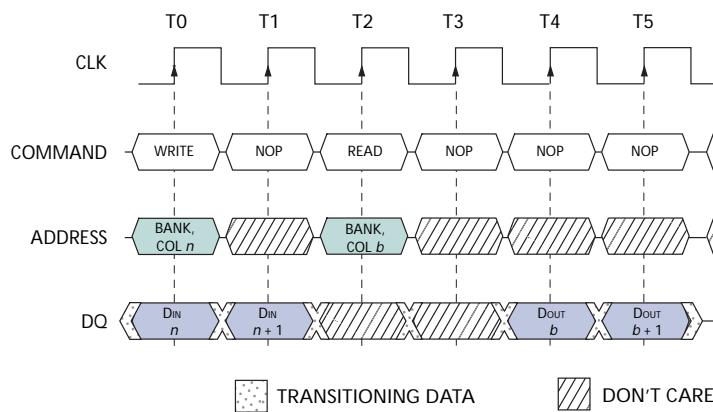 T0 T1 T2 T3 T4 T5
CLK
COMMAND WRITE NOP READ NOP NOP NOP
ADDRESS BANK, COL n BANK, COL b
DQ DIN n DIN n + 1 DOUT b DOUT b + 1
TRANSITIONING DATA DON'T CARE